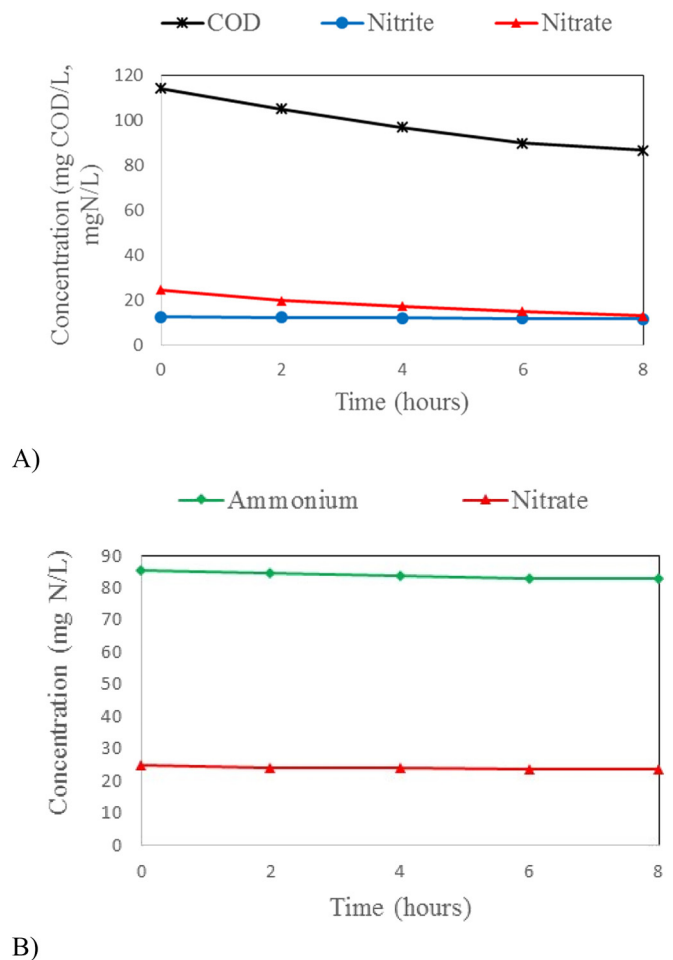 COD Nitrite Nitrate
Concentration (mg COD/L,
mgN/L)
120
100
80
60
40
20
0
0 2 4 6 8
Time (hours)
A)
Ammonium Nitrate
Concentration (mg N/L)
90
80
70
60
50
40
30
20
10
0
0 2 4 6 8
Time (hours)
B)